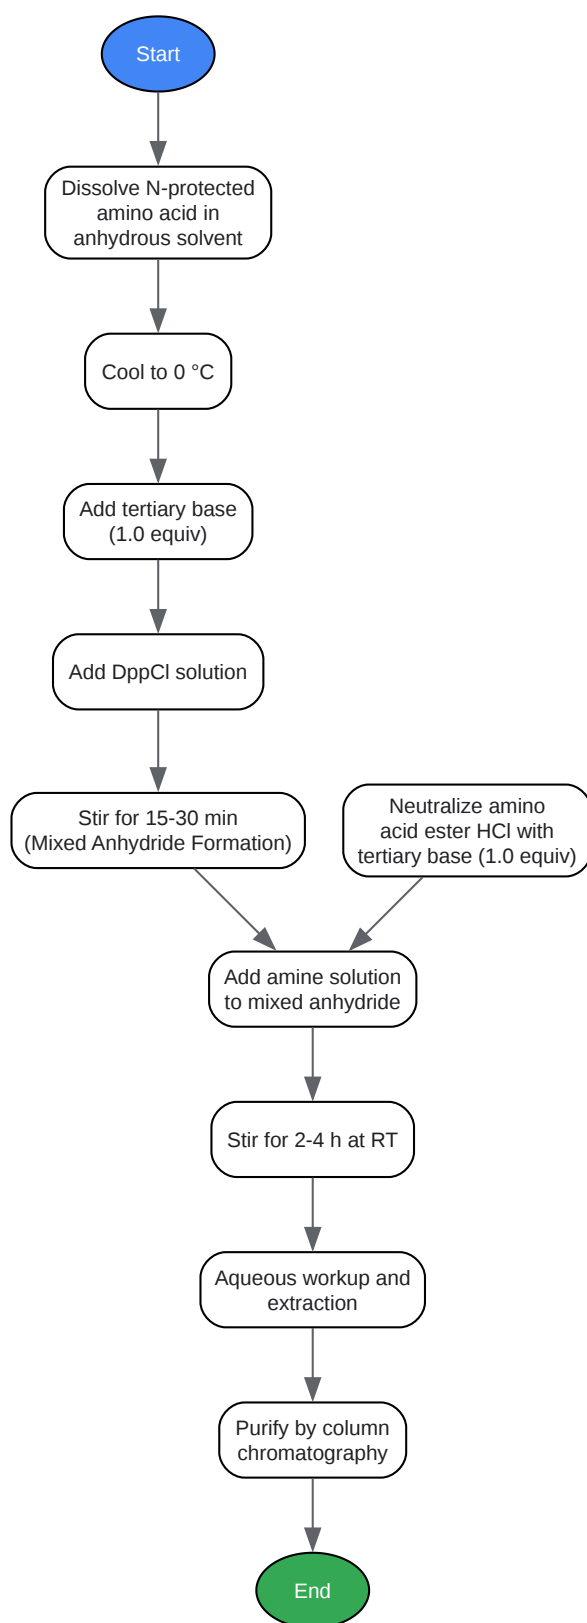 Start
Dissolve N-protected
amino acid in
anhydrous solvent
Cool to 0 °C
Add tertiary base
(1.0 equiv)
Add DppCl solution
Stir for 15-30 min
(Mixed Anhydride Formation)
Neutralize amino
acid ester HCl with
tertiary base (1.0 equiv)
Add amine solution
to mixed anhydride
Stir for 2-4 h at RT
Aqueous workup and
extraction
Purify by column
chromatography
End